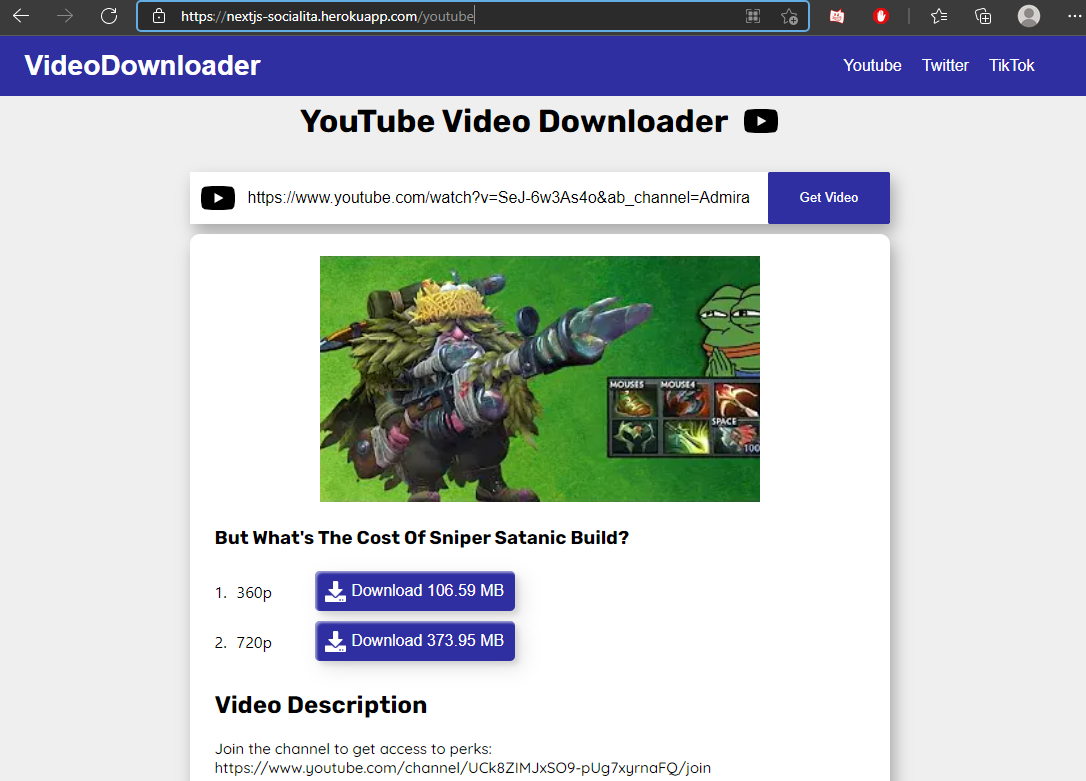 https://nextjs-socialita.herokuapp.com/youtube
VideoDownloader
Youtube Twitter TikTok
YouTube Video Downloader
https://www.youtube.com/watch?v=SeJ-6w3As4o&ab_channel=Admira
Get Video
MOUSE5 MOUSE4
SPACE
100
But What's The Cost Of Sniper Satanic Build?
1. 360p Download 106.59 MB
2. 720p Download 373.95 MB
Video Description
Join the channel to get access to perks:
https://www.youtube.com/channel/UCk8ZIMJxSO9-pUg7xyrnaFQ/join